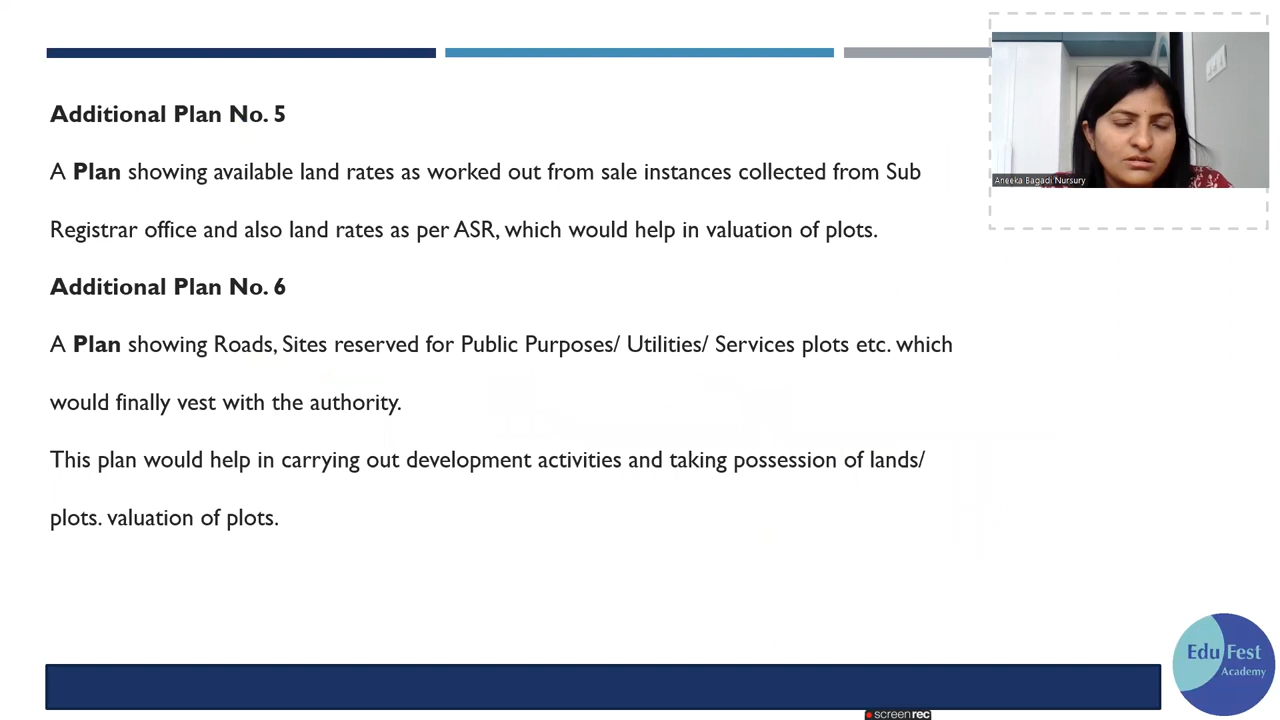 Additional Plan No. 5
A Plan showing available land rates as worked out from sale instances collected from Sub
Registrar office and also land rates as per ASR, which would help in valuation of plots.
Additional Plan No. 6
A Plan showing Roads, Sites reserved for Public Purposes/ Utilities/ Services plots etc. which
would finally vest with the authority.
This plan would help in carrying out development activities and taking possession of lands/
plots. valuation of plots.
Aneeka Bagadi Nursury
Edu Fest
Academy
screenrec